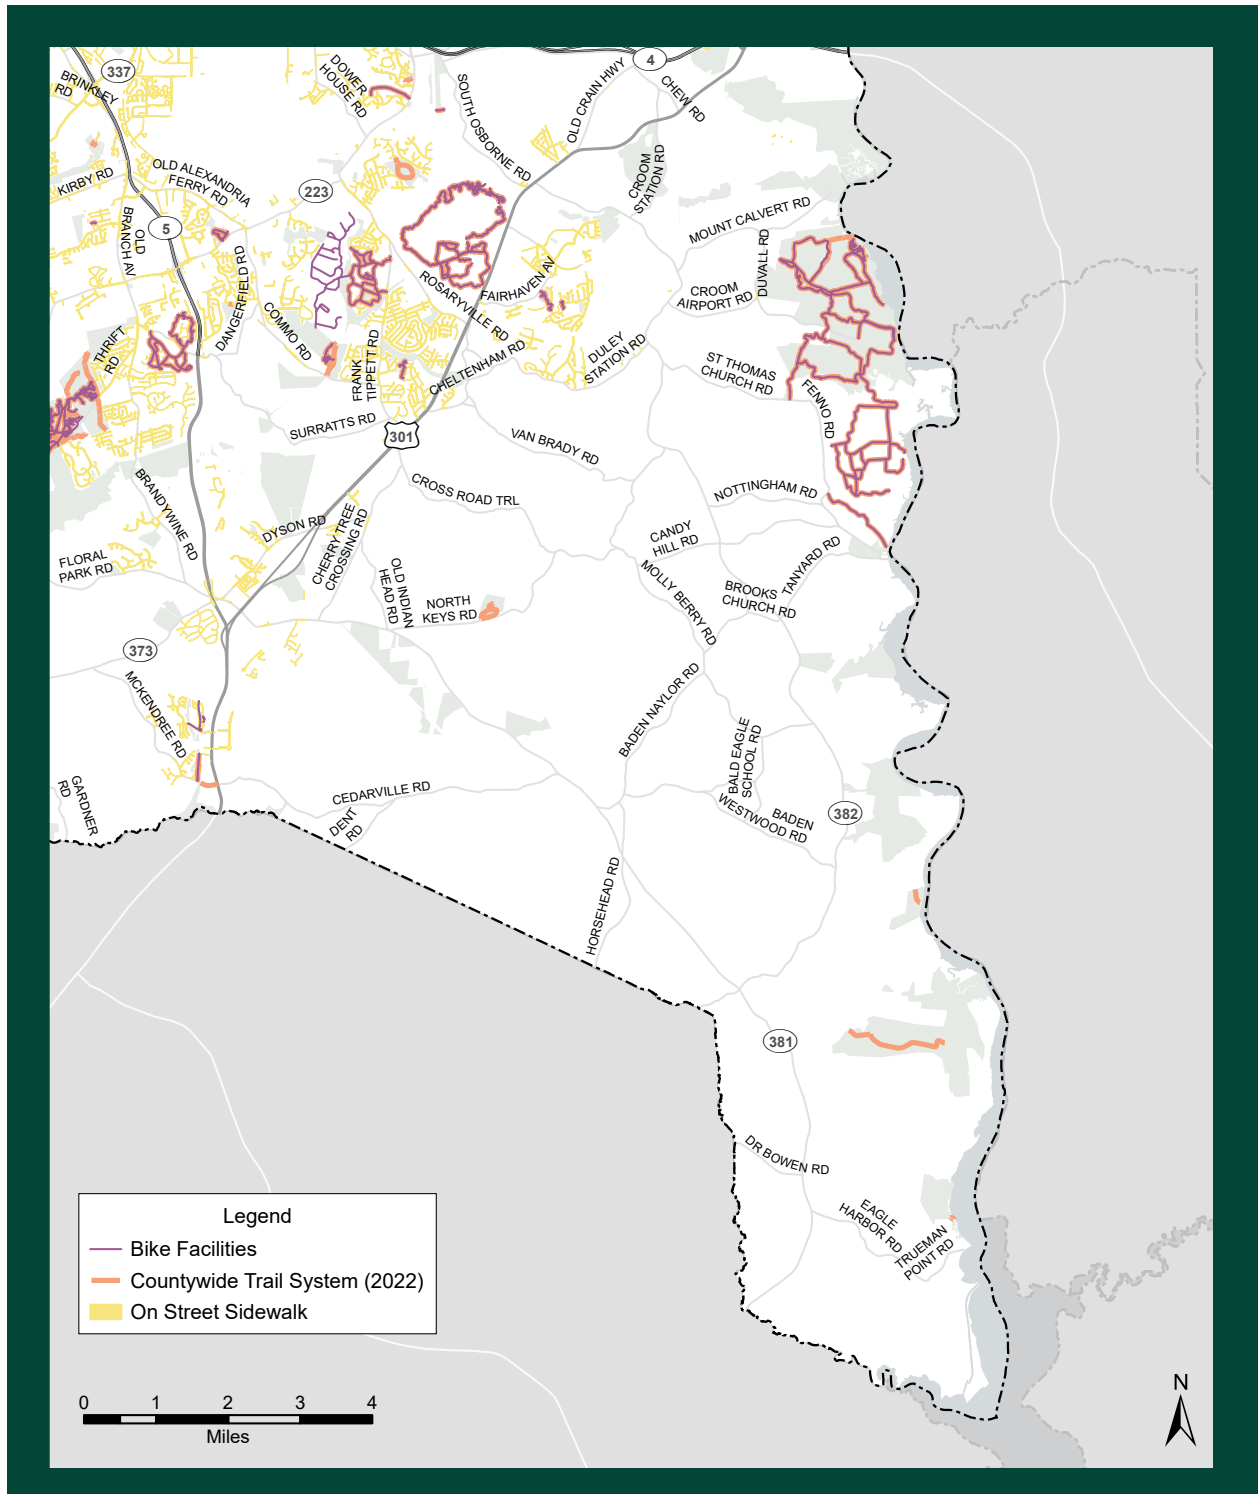 337
BRINKLEY
RD
DOWER
HOUSE RD
4
SOUTH OSBORNE RD
OLD CRAIN HWY
CHEW RD
KIRBY RD
OLD ALEXANDRIA
FERRY RD
223
CROOM
STATION RD
MOUNT CALVERT RD
OLD
BRANCH AV
5
DANGERFIELD RD
ROSARYVILLE RD
FAIRHAVEN AV
CROOM
AIRPORT RD
DUVALL RD
COMMO RD
THRIFT
RD
FRANK
TIPPETT RD
CHELTENHAM RD
DULEY
STATION RD
ST THOMAS
CHURCH RD
FENNO RD
SURRATTS RD
301
VAN BRADY RD
CROSS ROAD TRL
NOTTINGHAM RD
BRANDYWINE RD
DYSON RD
CHERRY TREE
CROSSING RD
FLORAL
PARK RD
CANDY
HILL RD
TANYARD RD
OLD INDIAN
HEAD RD
NORTH
KEYS RD
MOLLY BERRY RD
BROOKS
CHURCH RD
373
MCKENDREE RD
BADEN NAYLOR RD
BALD EAGLE
SCHOOL RD
GARDNER
RD
CEDARVILLE RD
DENT
RD
BADEN
WESTWOOD RD
382
HORSEHEAD RD
381
DR BOWEN RD
EAGLE
HARBOR RD
TRUEMAN
POINT RD
Legend
Bike Facilities
Countywide Trail System (2022)
On Street Sidewalk
0 1 2 3 4
Miles
N